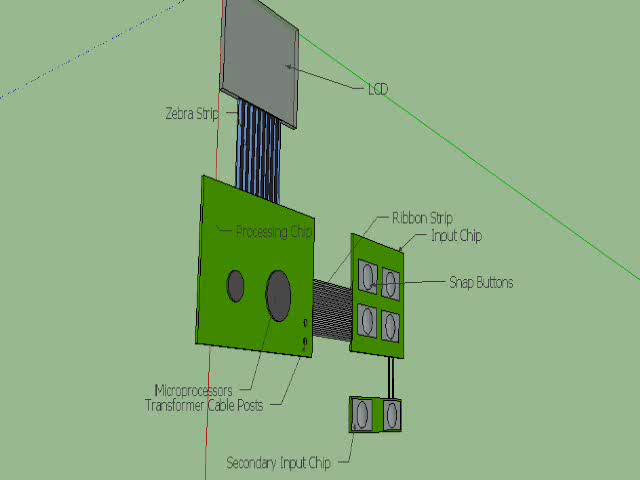 LCD
Zebra Strip
Ribbon Strip
Processing Chip
Input Chip
Snap Buttons
Microprocessors
Transformer Cable Posts
Secondary Input Chip